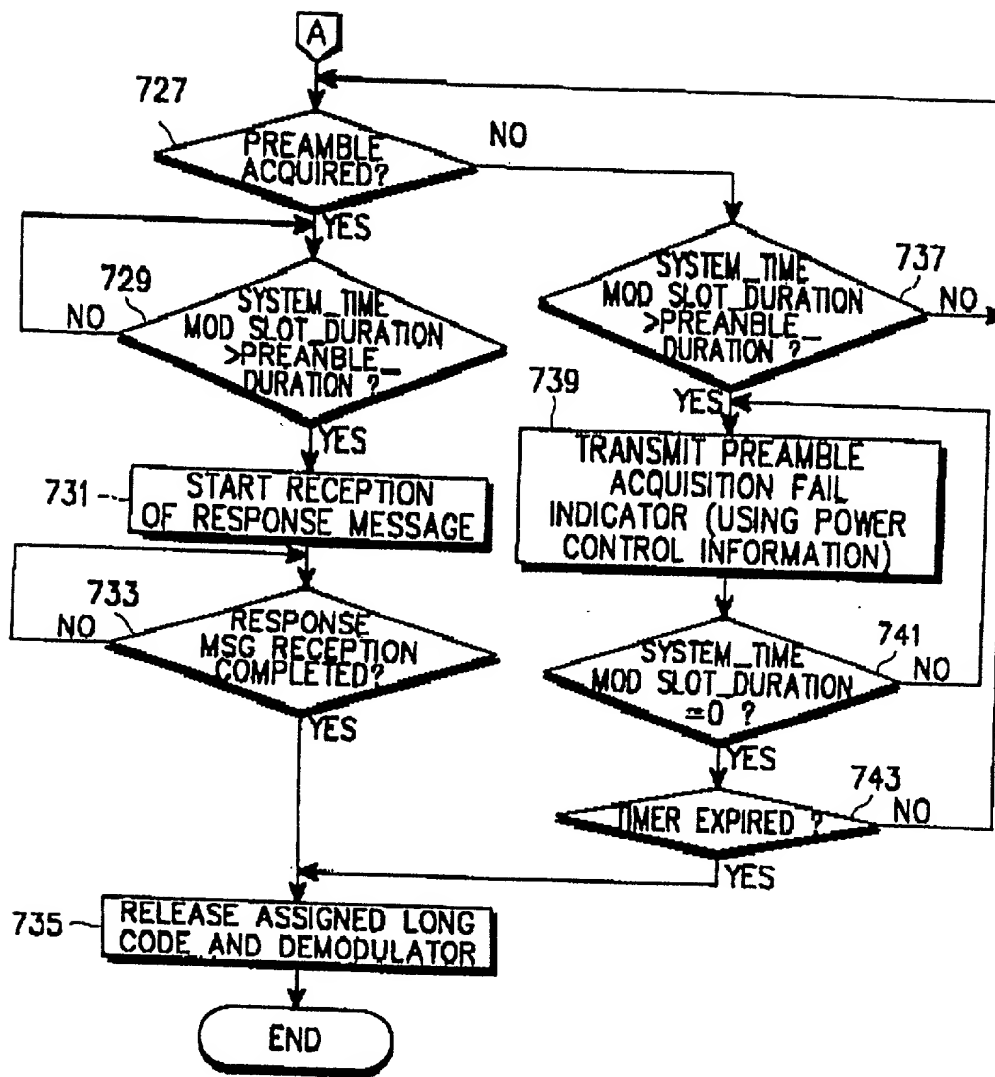 A
727
PREAMBLE
ACQUIRED?
NO
YES
729
SYSTEM_TIME
MOD SLOT_DURATION
>PREANBLE_
DURATION ?
NO
YES
731
START RECEPTION
OF RESPONSE MESSAGE
733
RESPONSE
MSG RECEPTION
COMPLETED?
NO
YES
SYSTEM_TIME
MOD SLOT_DURATION
>PREANBLE_
DURATION ?
737
NO
YES
739
TRANSMIT PREAMBLE
ACQUISITION FAIL
INDICATOR (USING POWER
CONTROL INFORMATION)
SYSTEM_TIME
MOD SLOT_DURATION
=0 ?
741
NO
YES
TIMER EXPIRED ?
743
NO
YES
735
RELEASE ASSIGNED LONG
CODE AND DEMODULATOR
END